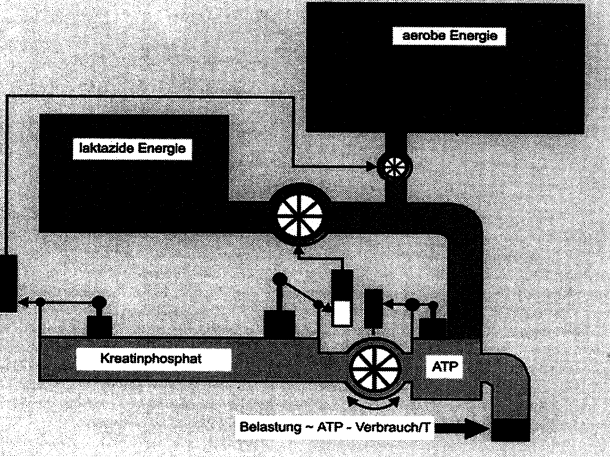 aerobe Energie
laktazide Energie
Kreatinphosphat
ATP
Belastung ~ ATP - Verbrauch/T